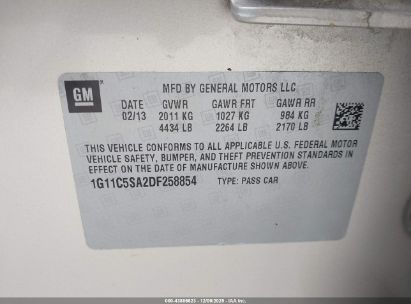 GM
MFD BY GENERAL MOTORS LLC
DATE GVWR GAWR FRT GAWR RR
02/13 2011 KG 1027 KG 984 KG
4434 LB 2264 LB 2170 LB
THIS VEHICLE CONFORMS TO ALL APPLICABLE U.S. FEDERAL MOTOR
VEHICLE SAFETY, BUMPER, AND THEFT PREVENTION STANDARDS IN
EFFECT ON THE DATE OF MANUFACTURE SHOWN ABOVE.
1G11C5SA2DF258854 TYPE: PASS CAR